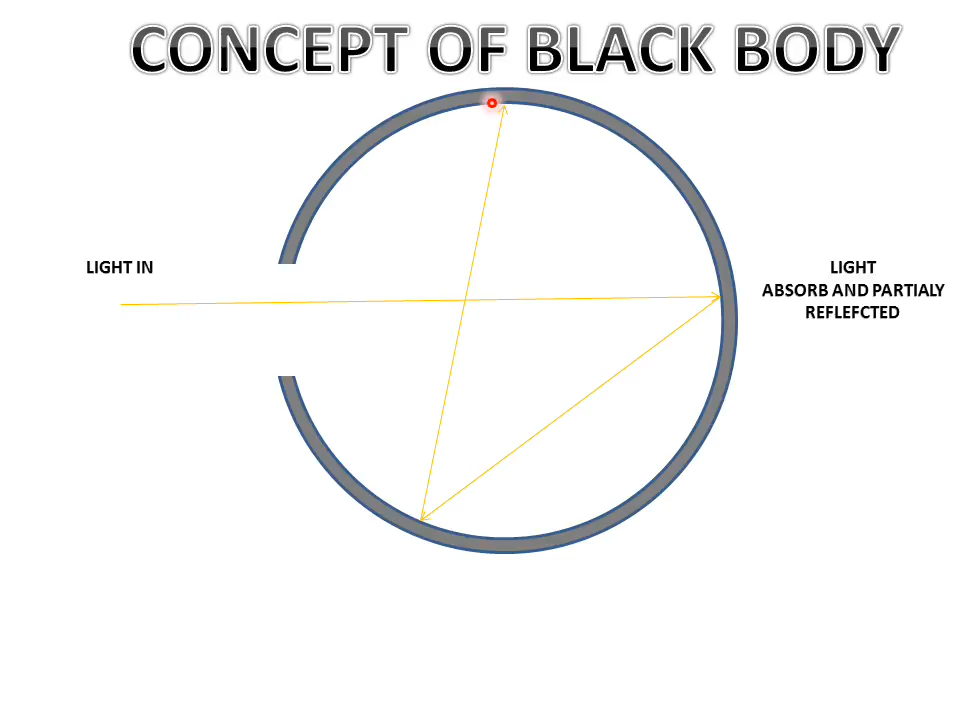 CONCEPT OF BLACK BODY
LIGHT IN
LIGHT
ABSORB AND PARTIALY
REFLEFCTED